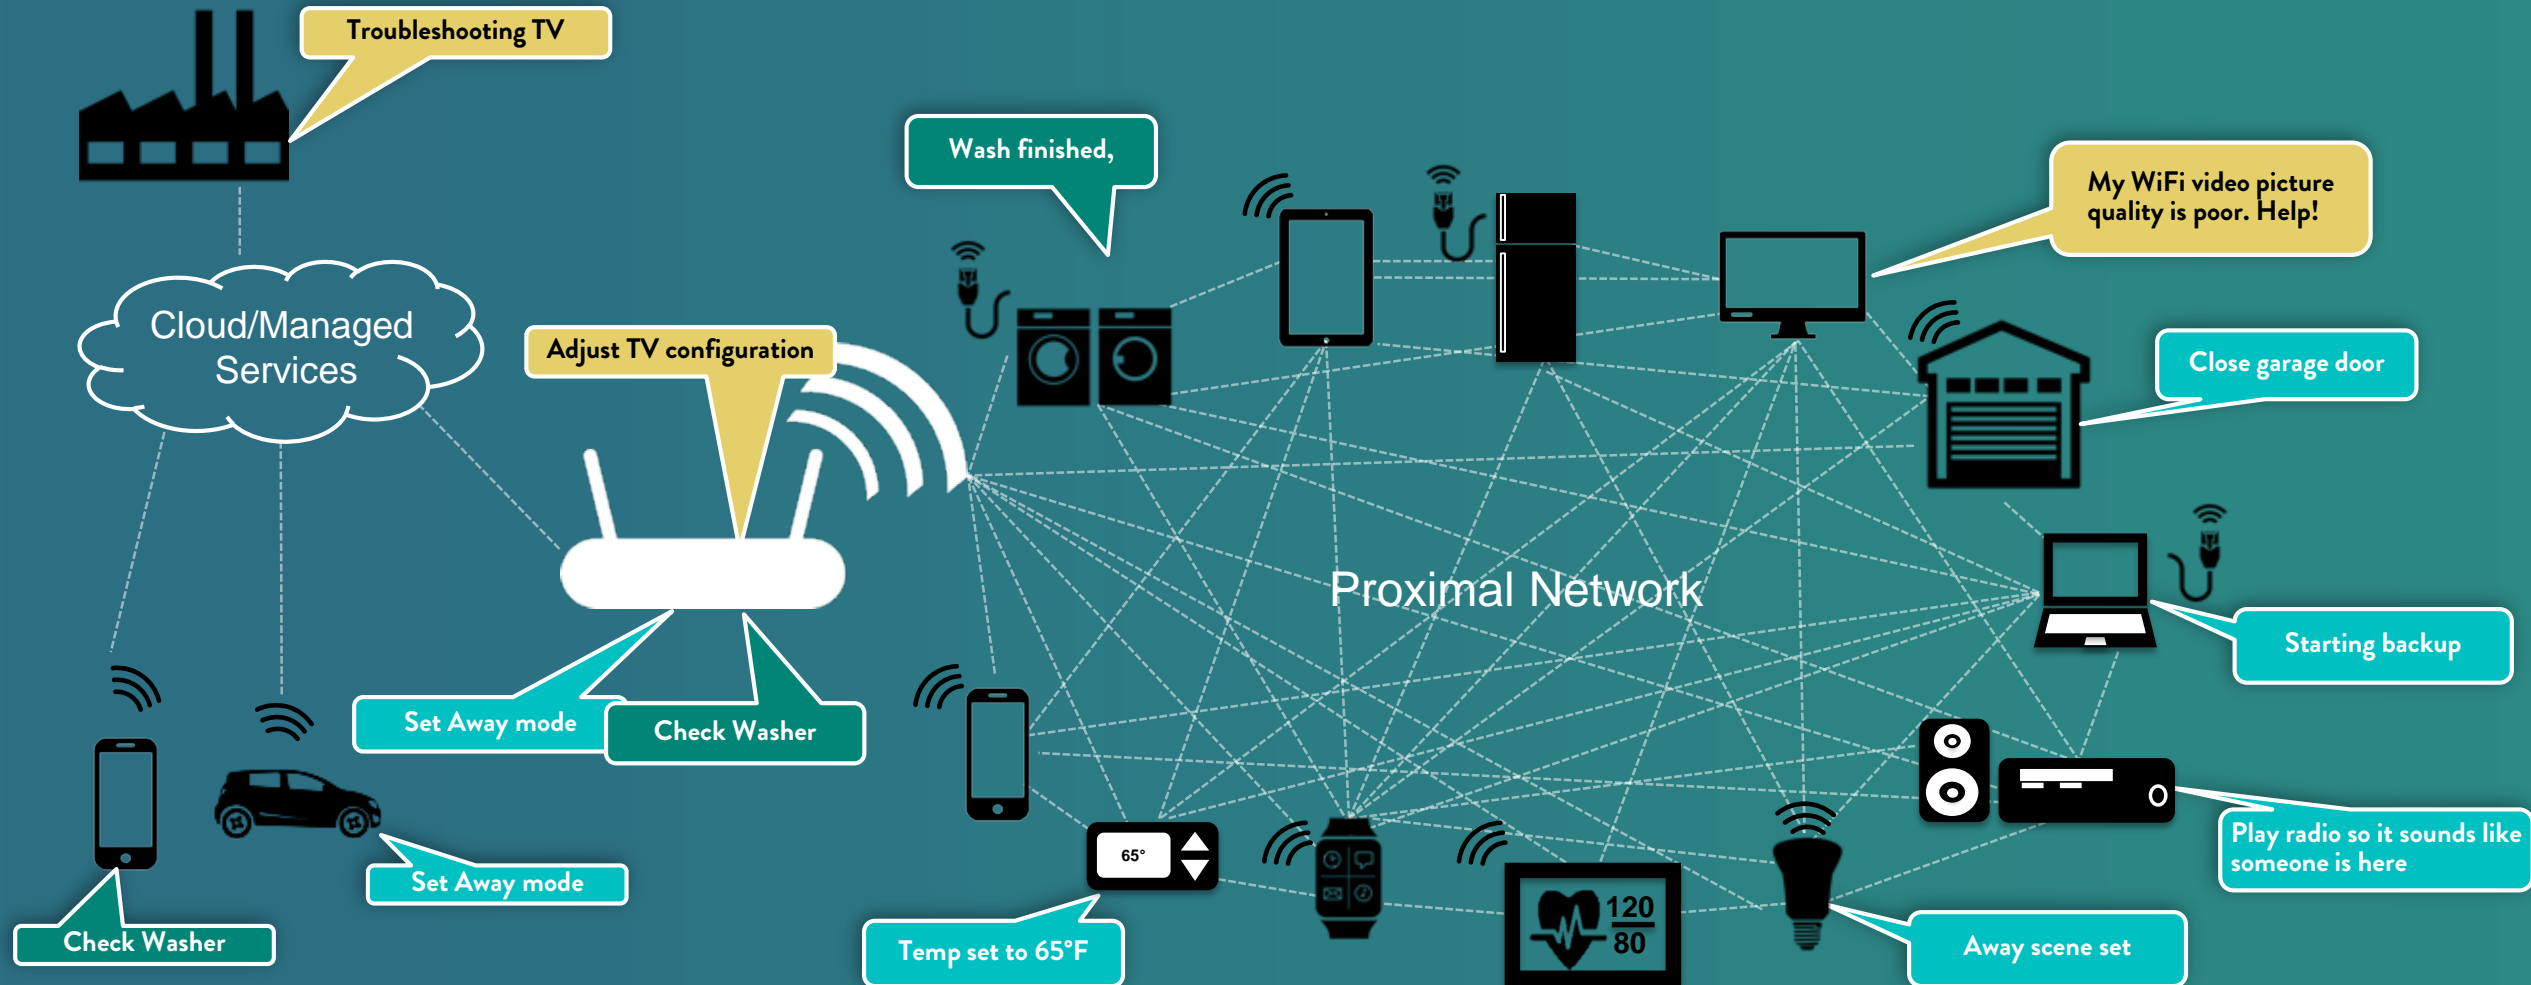 Troubleshooting TV
Wash finished,
My WiFi video picture
quality is poor. Help!
Cloud/Managed
Services
Adjust TV configuration
Close garage door
Proximal Network
Starting backup
Set Away mode
Check Washer
Play radio so it sounds like
someone is here
65°
Set Away mode
120
80
Check Washer
Temp set to 65°F
Away scene set